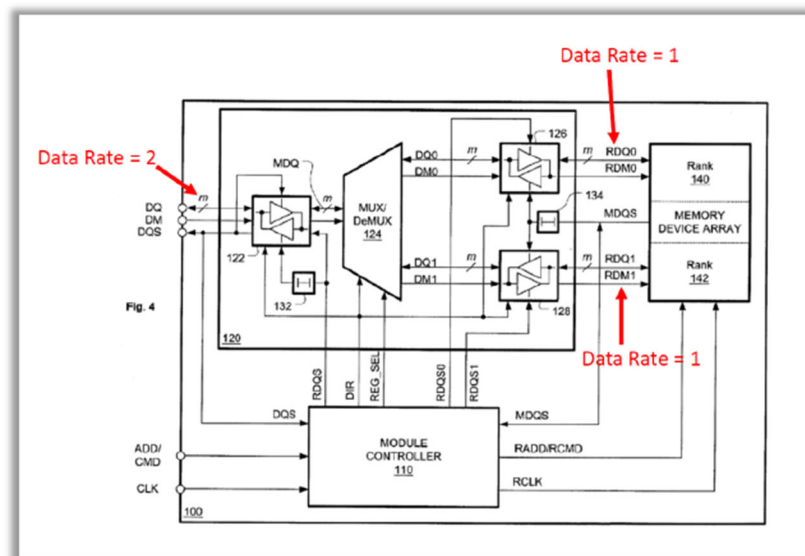 Data Rate = 1
Data Rate = 2
126
m
RDQ0
RDM0
DQ0
m
DM0
m
Rank
140
MDQ
m
MUX/
DeMUX
124
134
MDQS
MEMORY
DEVICE ARRAY
DQ
DM
DQS
m
122
132
DQ1
m
DM1
m
RDQ1
RDM1
Rank
142
128
Fig. 4
120
Data Rate = 1
RDQS
DIR
REG_SEL
RDQS0
RDQS1
DQS
MDQS
ADD/
CMD
MODULE
CONTROLLER
110
RADD/RCMD
CLK
RCLK
100